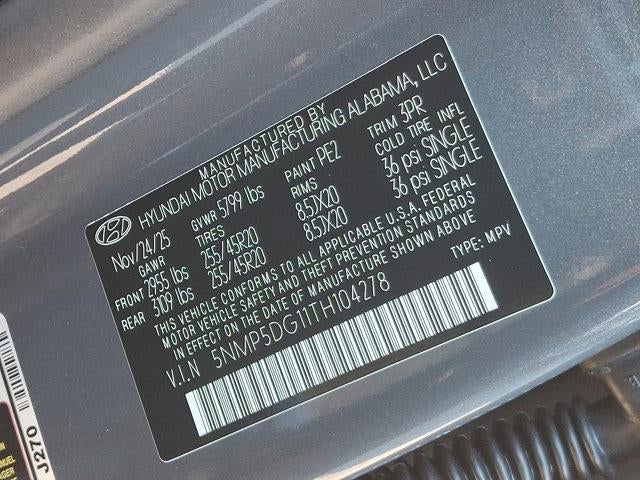 MANUFACTURED BY
HYUNDAI MOTOR MANUFACTURING ALABAMA, LLC
Nov/24/25 GVWR 5799 lbs PAINT PE2 TRIM 3PR
GAWR TIRES RIMS COLD TIRE INFL
FRONT 2955 lbs 255/45R20 8.5JX20 36 psi SINGLE
REAR 3109 lbs 255/45R20 8.5JX20 36 psi SINGLE
THIS VEHICLE CONFORMS TO ALL APPLICABLE U.S.A. FEDERAL
MOTOR VEHICLE SAFETY AND THEFT PREVENTION STANDARDS
IN EFFECT ON THE DATE OF MANUFACTURE SHOWN ABOVE
V.I.N 5NMP5DG11TH104278 TYPE: MPV
J270